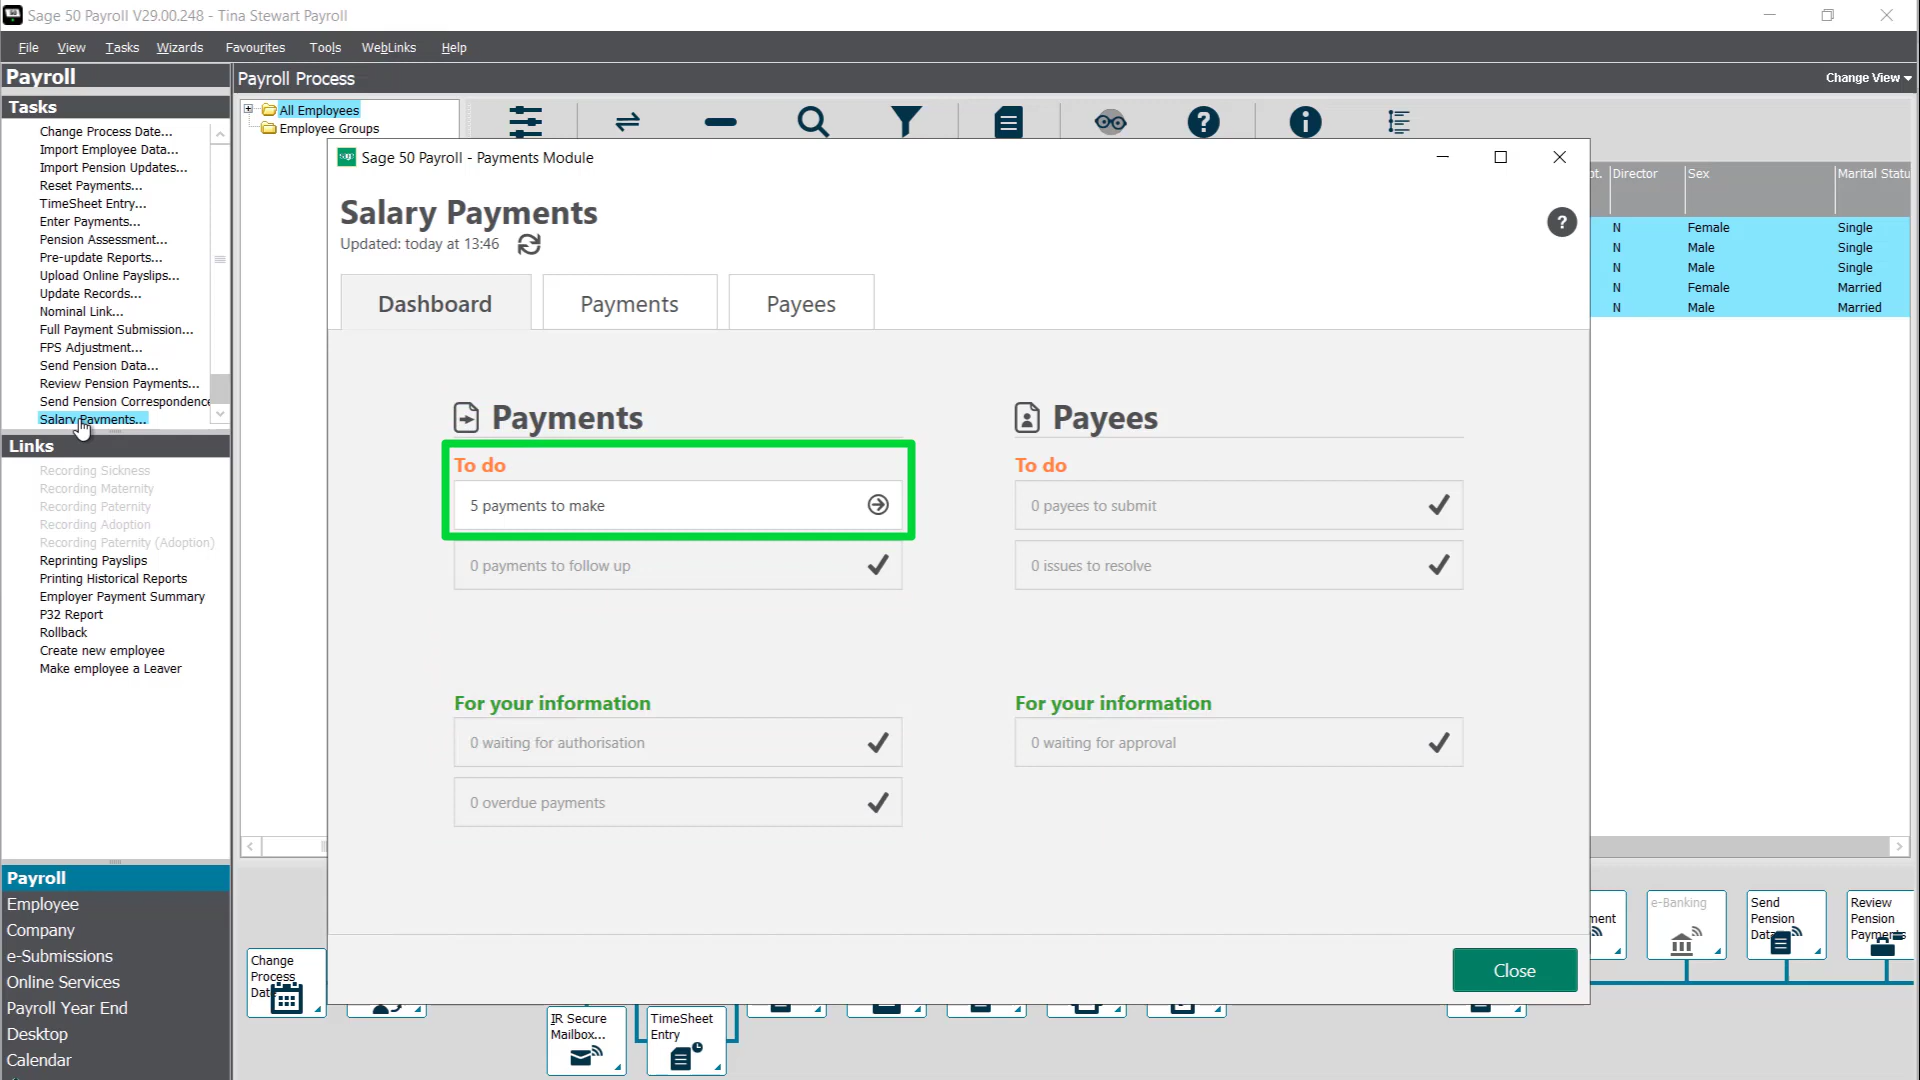 Sage 50 Payroll V29.00.248 - Tina Stewart Payroll
File View Tasks Wizards Favourites Tools WebLinks Help
Payroll
Payroll Process
Change View
Tasks
Change Process Date...
Import Employee Data...
Import Pension Updates...
Reset Payments...
TimeSheet Entry...
Enter Payments...
Pension Assessment...
Pre-update Reports...
Upload Online Payslips...
Update Records...
Nominal Link...
Full Payment Submission...
FPS Adjustment...
Send Pension Data...
Review Pension Payments...
Send Pension Correspondence
Salary Payments...
Links
Recording Sickness
Recording Maternity
Recording Paternity
Recording Adoption
Recording Paternity (Adoption)
Reprinting Payslips
Printing Historical Reports
Employer Payment Summary
P32 Report
Rollback
Create new employee
Make employee a Leaver
Payroll
Employee
Company
e-Submissions
Online Services
Payroll Year End
Desktop
Calendar
All Employees
Employee Groups
Sage 50 Payroll - Payments Module
Salary Payments
Updated: today at 13:46
Dashboard Payments Payees
Payments
To do
5 payments to make
0 payments to follow up
For your information
0 waiting for authorisation
0 overdue payments
Payees
To do
0 payees to submit
0 issues to resolve
For your information
0 waiting for approval
Close
Director Sex Marital Statu
N Female Single
N Male Single
N Male Single
N Female Married
N Male Married
Change
Process
Date
IR Secure
Mailbox...
TimeSheet
Entry
ment
e-Banking
Send
Pension
Data
Review
Pension
Payments